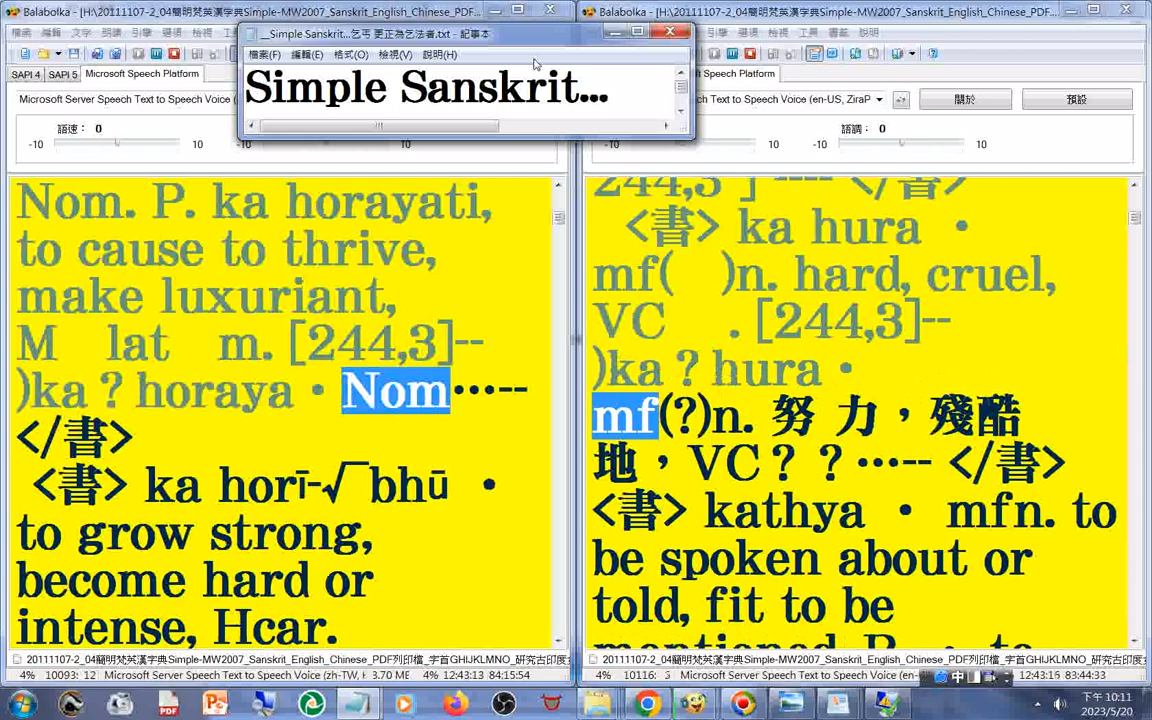 Balabolka - [H:\20111107-2_04簡明梵英漢字典Simple-MW2007_Sanskrit_English_Chinese_PDF...
Balabolka - [H:\20111107-2_04簡明梵英漢字典Simple-MW2007_Sanskrit_English_Chinese_PDF...
__Simple Sanskrit...乞丐 更正為乞法者.txt - 記事本
檔案(F) 編輯(E) 格式(O) 檢視(V) 說明(H)
Simple Sanskrit...
SAPI 4 SAPI 5 Microsoft Speech Platform
Microsoft Server Speech Text to Speech Voice
ch Text to Speech Voice (en-US, ZiraP
關於
預設
語速: 0
語調: 0
-10 10
-10 10
Nom. P. ka horayati,
to cause to thrive,
make luxuriant,
M lat m. [244,3]--
)ka ? horaya • Nom…--
</書>
<書> ka horī-√ bhū •
to grow strong,
become hard or
intense, Hcar.
244,3 ] ---- </書>
<書> ka hura •
mf( )n. hard, cruel,
VC . [244,3]--
)ka ? hura •
mf(?)n. 努 力，殘酷
地，VC？？…-- </書>
<書> kathya • mfn. to
be spoken about or
told, fit to be
20111107-2_04簡明梵英漢字典Simple-MW2007_Sanskrit_English_Chinese_PDF列印檔_字首GHIJKLMNO_研究古印度
20111107-2_04簡明梵英漢字典Simple-MW2007_Sanskrit_English_Chinese_PDF列印檔_字首GHIJKLMNO_研究古印度
4% 10093: 12 Microsoft Server Speech Text to Speech Voice (zh-TW, H 3.70 ME 4% 12:43:13 84:15:54
4% 10116: 3 Microsoft Server Speech Text to Speech Voice
12:43:15 83:44:33
中
下午 10:11
2023/5/20